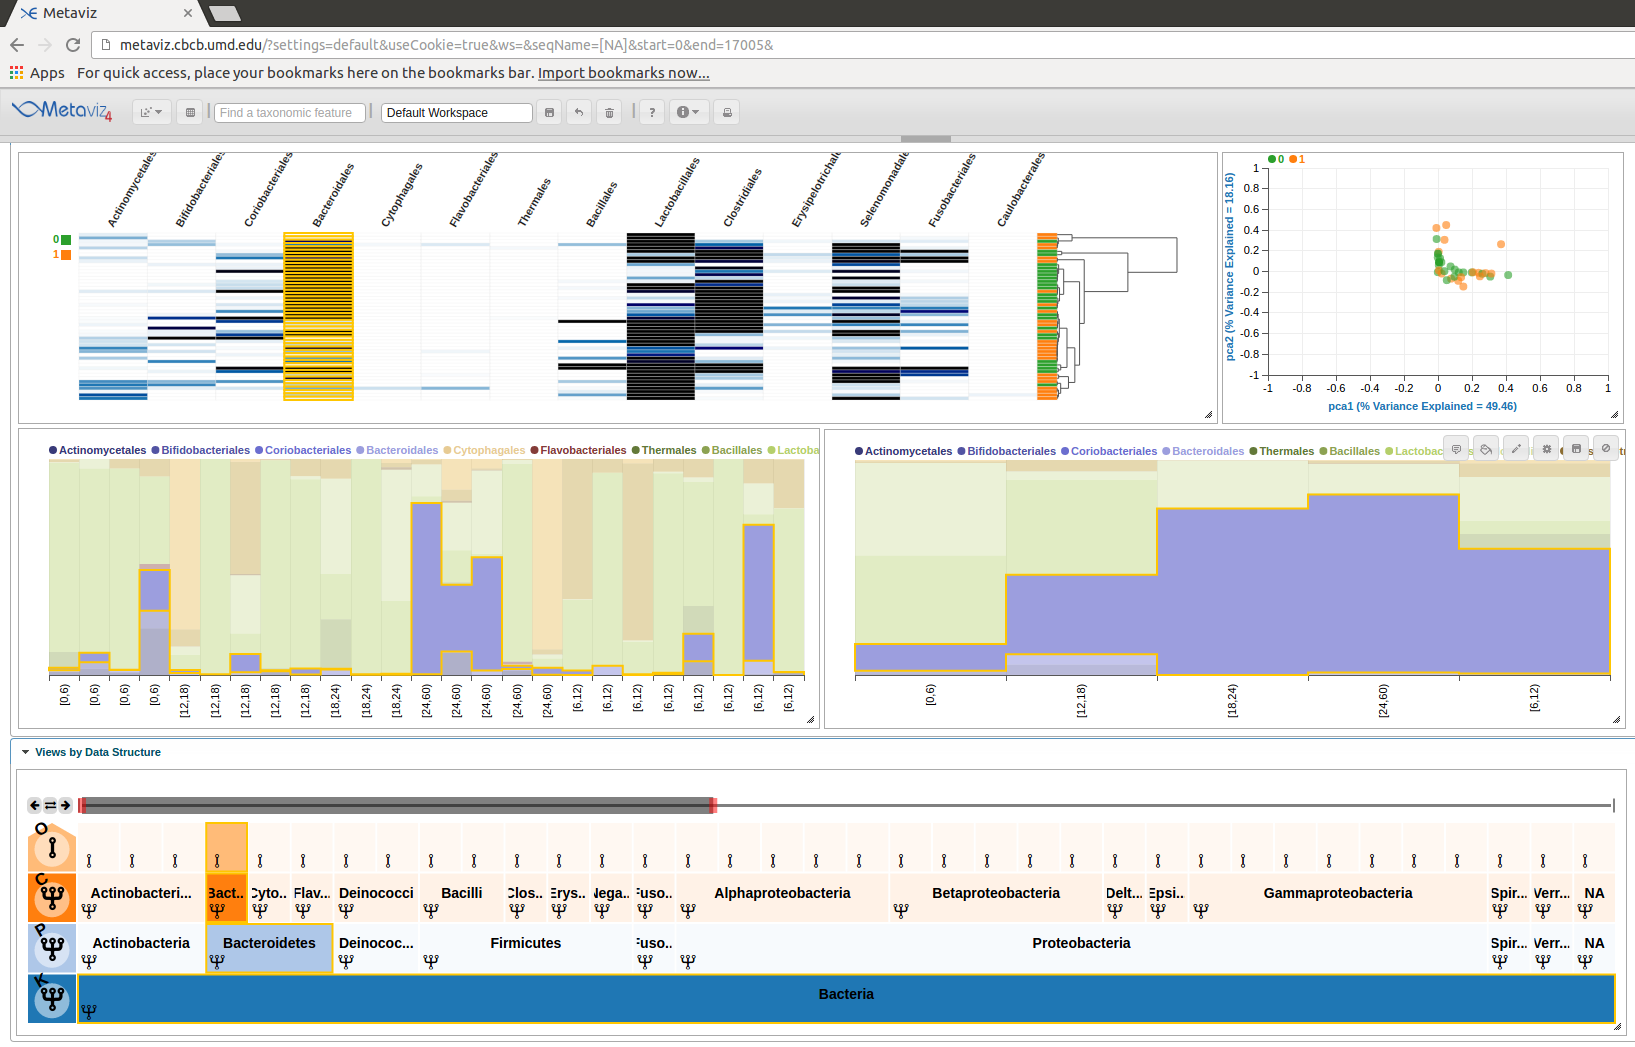 Metaviz
metaviz.cbcb.umd.edu/?settings=default&useCookie=true&ws=&seqName=[NA]&start=0&end=17005&
Apps For quick access, place your bookmarks here on the bookmarks bar. Import bookmarks now...
Metaviz 4 Find a taxonomic feature Default Workspace ?
Actinomycetales Bifidobacteriales Coriobacteriales Bacteroidales Cytophagales Flavobacteriales Thermales Bacillales Lactobacillales Clostridiales Erysipelotrichale Selenomonadale Fusobacteriales Caulobacterales
0
1
0 1
pca2 (% Variance Explained = 18.16)
1
0.8
0.6
0.4
0.2
0
-0.2
-0.4
-0.6
-0.8
-1
-1 -0.8 -0.6 -0.4 -0.2 0 0.2 0.4 0.6 0.8 1
pca1 (% Variance Explained = 49.46)
Actinomycetales Bifidobacteriales Coriobacteriales Bacteroidales Cytophagales Flavobacteriales Thermales Bacillales Lactoba
[0,6) [0,6) [0,6) [0,6) [12,18) [12,18) [12,18) [12,18) [12,18) [18,24) [18,24) [18,24) [24,60) [24,60) [24,60) [24,60) [24,60) [6,12) [6,12) [6,12) [6,12) [6,12) [6,12) [6,12) [6,12)
Actinomycetales Bifidobacteriales Coriobacteriales Bacteroidales Thermales Bacillales Lactobac
[0,6) [12,18) [18,24) [24,60) [6,12)
Views by Data Structure
O
C Actinobacteri... Bact.. Cyto.. Flav... Deinococci Bacilli Clos.. Erys.. Nega.. Fuso.. Alphaproteobacteria Betaproteobacteria Delt... Epsi... Gammaproteobacteria Spir... Verr... NA
P Actinobacteria Bacteroidetes Deinococ... Firmicutes Fuso.. Proteobacteria Spir... Verr... NA
K Bacteria